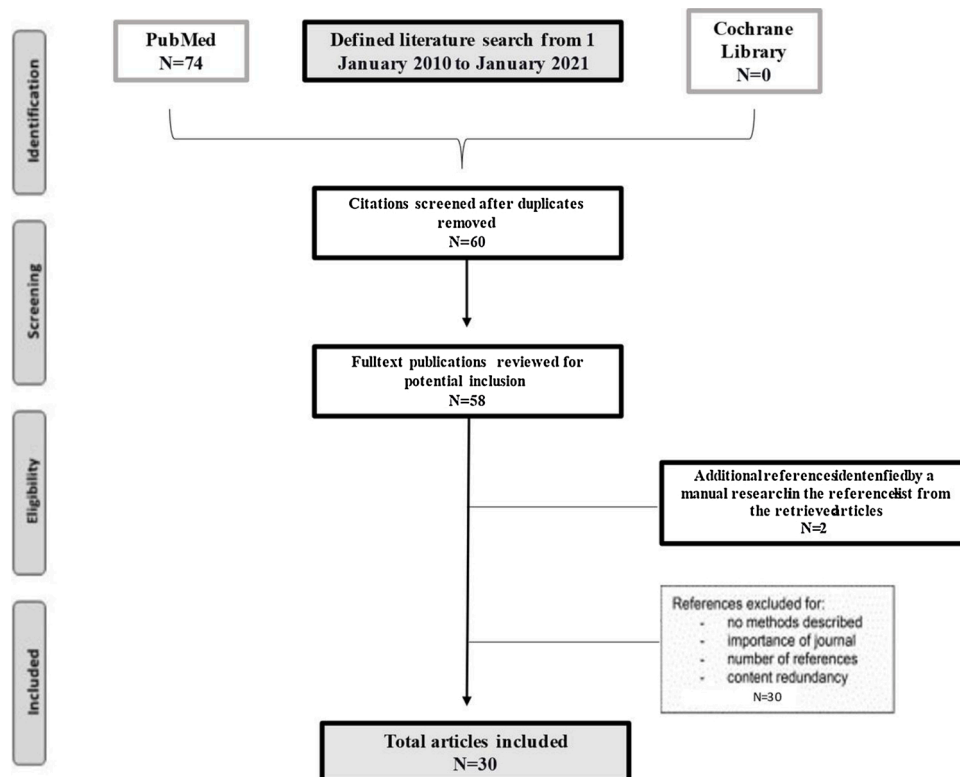 Identification
PubMed
N=74
Defined literature search from 1
January 2010 to January 2021
Cochrane
Library
N=0
Screening
Citations screened after duplicates
removed
N=60
Fulltext publications reviewed for
potential inclusion
N=58
Eligibility
Additional referencesidentenfiedby a
manual researchin the referencelist from
the retrievedarticles
N=2
Included
References excluded for:
- no methods described
- importance of journal
- number of references
- content redundancy
N=30
Total articles included
N=30